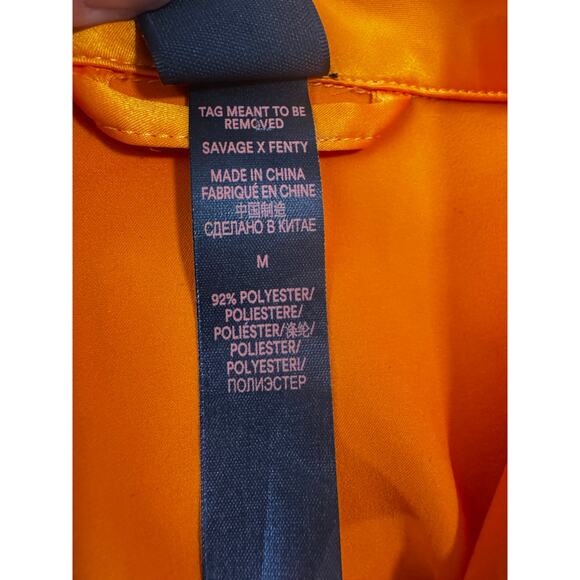 TAG MEANT TO BE
REMOVED
SAVAGE X FENTY
MADE IN CHINA
FABRIQUÉ EN CHINE
中国制造
СДЕЛАНО В КИТАЕ
M
92% POLYESTER/
POLIESTERE/
POLIÉSTER/涤纶/
POLIESTER/
POLYESTERI/
ПОЛИЭСТЕР